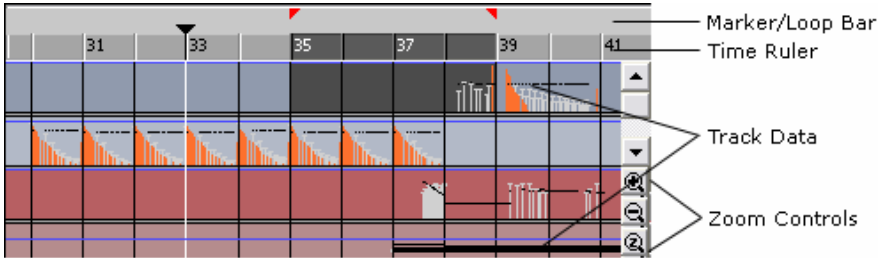 Marker/Loop Bar
31 33 35 37 39 41
Time Ruler
Track Data
Zoom Controls
Z